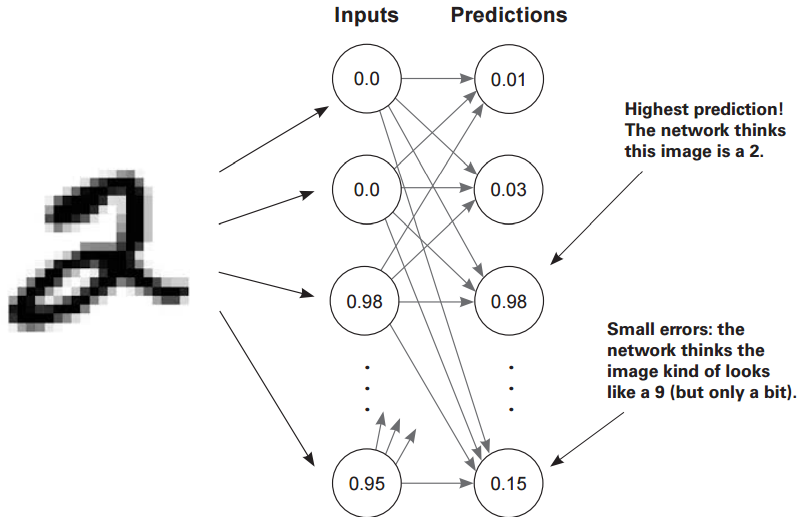 Inputs Predictions
0.0 0.01
Highest prediction!
The network thinks
this image is a 2.
0.0 0.03
2
0.98 0.98
Small errors: the
network thinks the
image kind of looks
like a 9 (but only a bit).
0.95 0.15